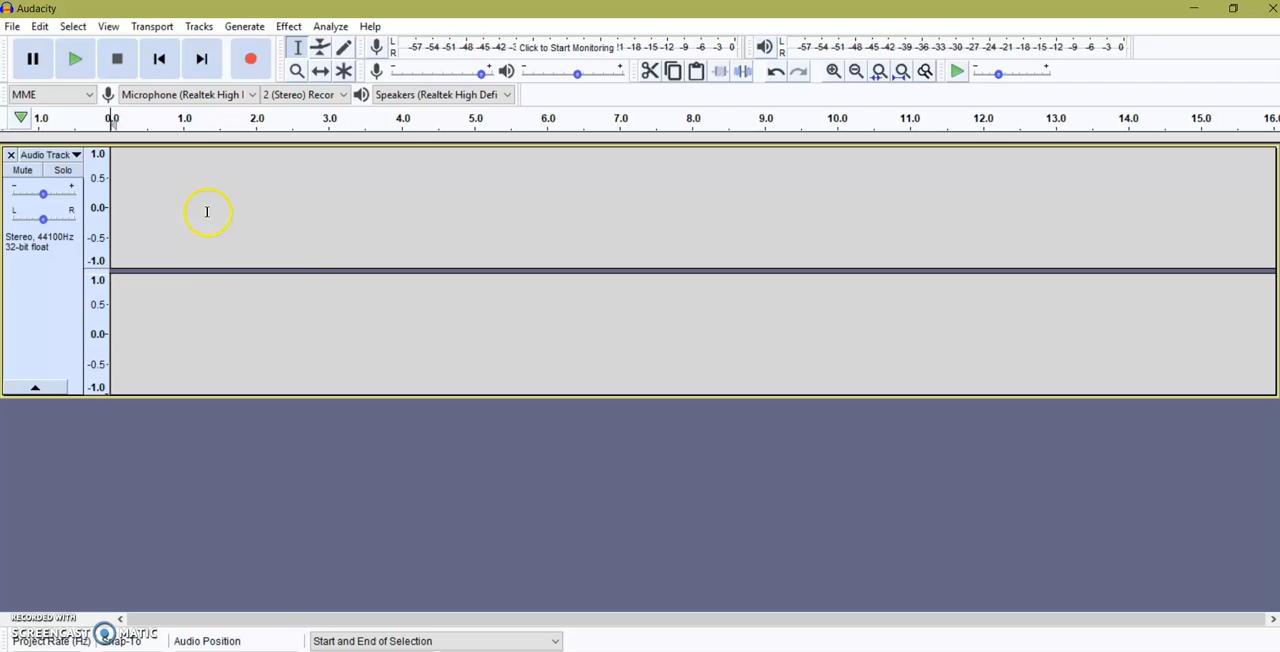 Audacity
File Edit Select View Transport Tracks Generate Effect Analyze Help
L R -57 -54 -51 -48 -45 -42 Click to Start Monitoring -18 -15 -12 -9 -6 -3 0 L R -57 -54 -51 -48 -45 -42 -39 -36 -33 -30 -27 -24 -21 -18 -15 -12 -9 -6 -3 0
MME Microphone (Realtek High 2 (Stereo) Recor Speakers (Realtek High Defi
1.0 0.0 1.0 2.0 3.0 4.0 5.0 6.0 7.0 8.0 9.0 10.0 11.0 12.0 13.0 14.0 15.0 16.0
Audio Track 1.0
Mute Solo
0.5
- +
L R 0.0
Stereo, 44100Hz -0.5
32-bit float
-1.0
1.0
0.5
0.0
-0.5
-1.0
RECORDED WITH
SCREENCAST MATIC
Project Rate (Hz) Snap-To Audio Position Start and End of Selection